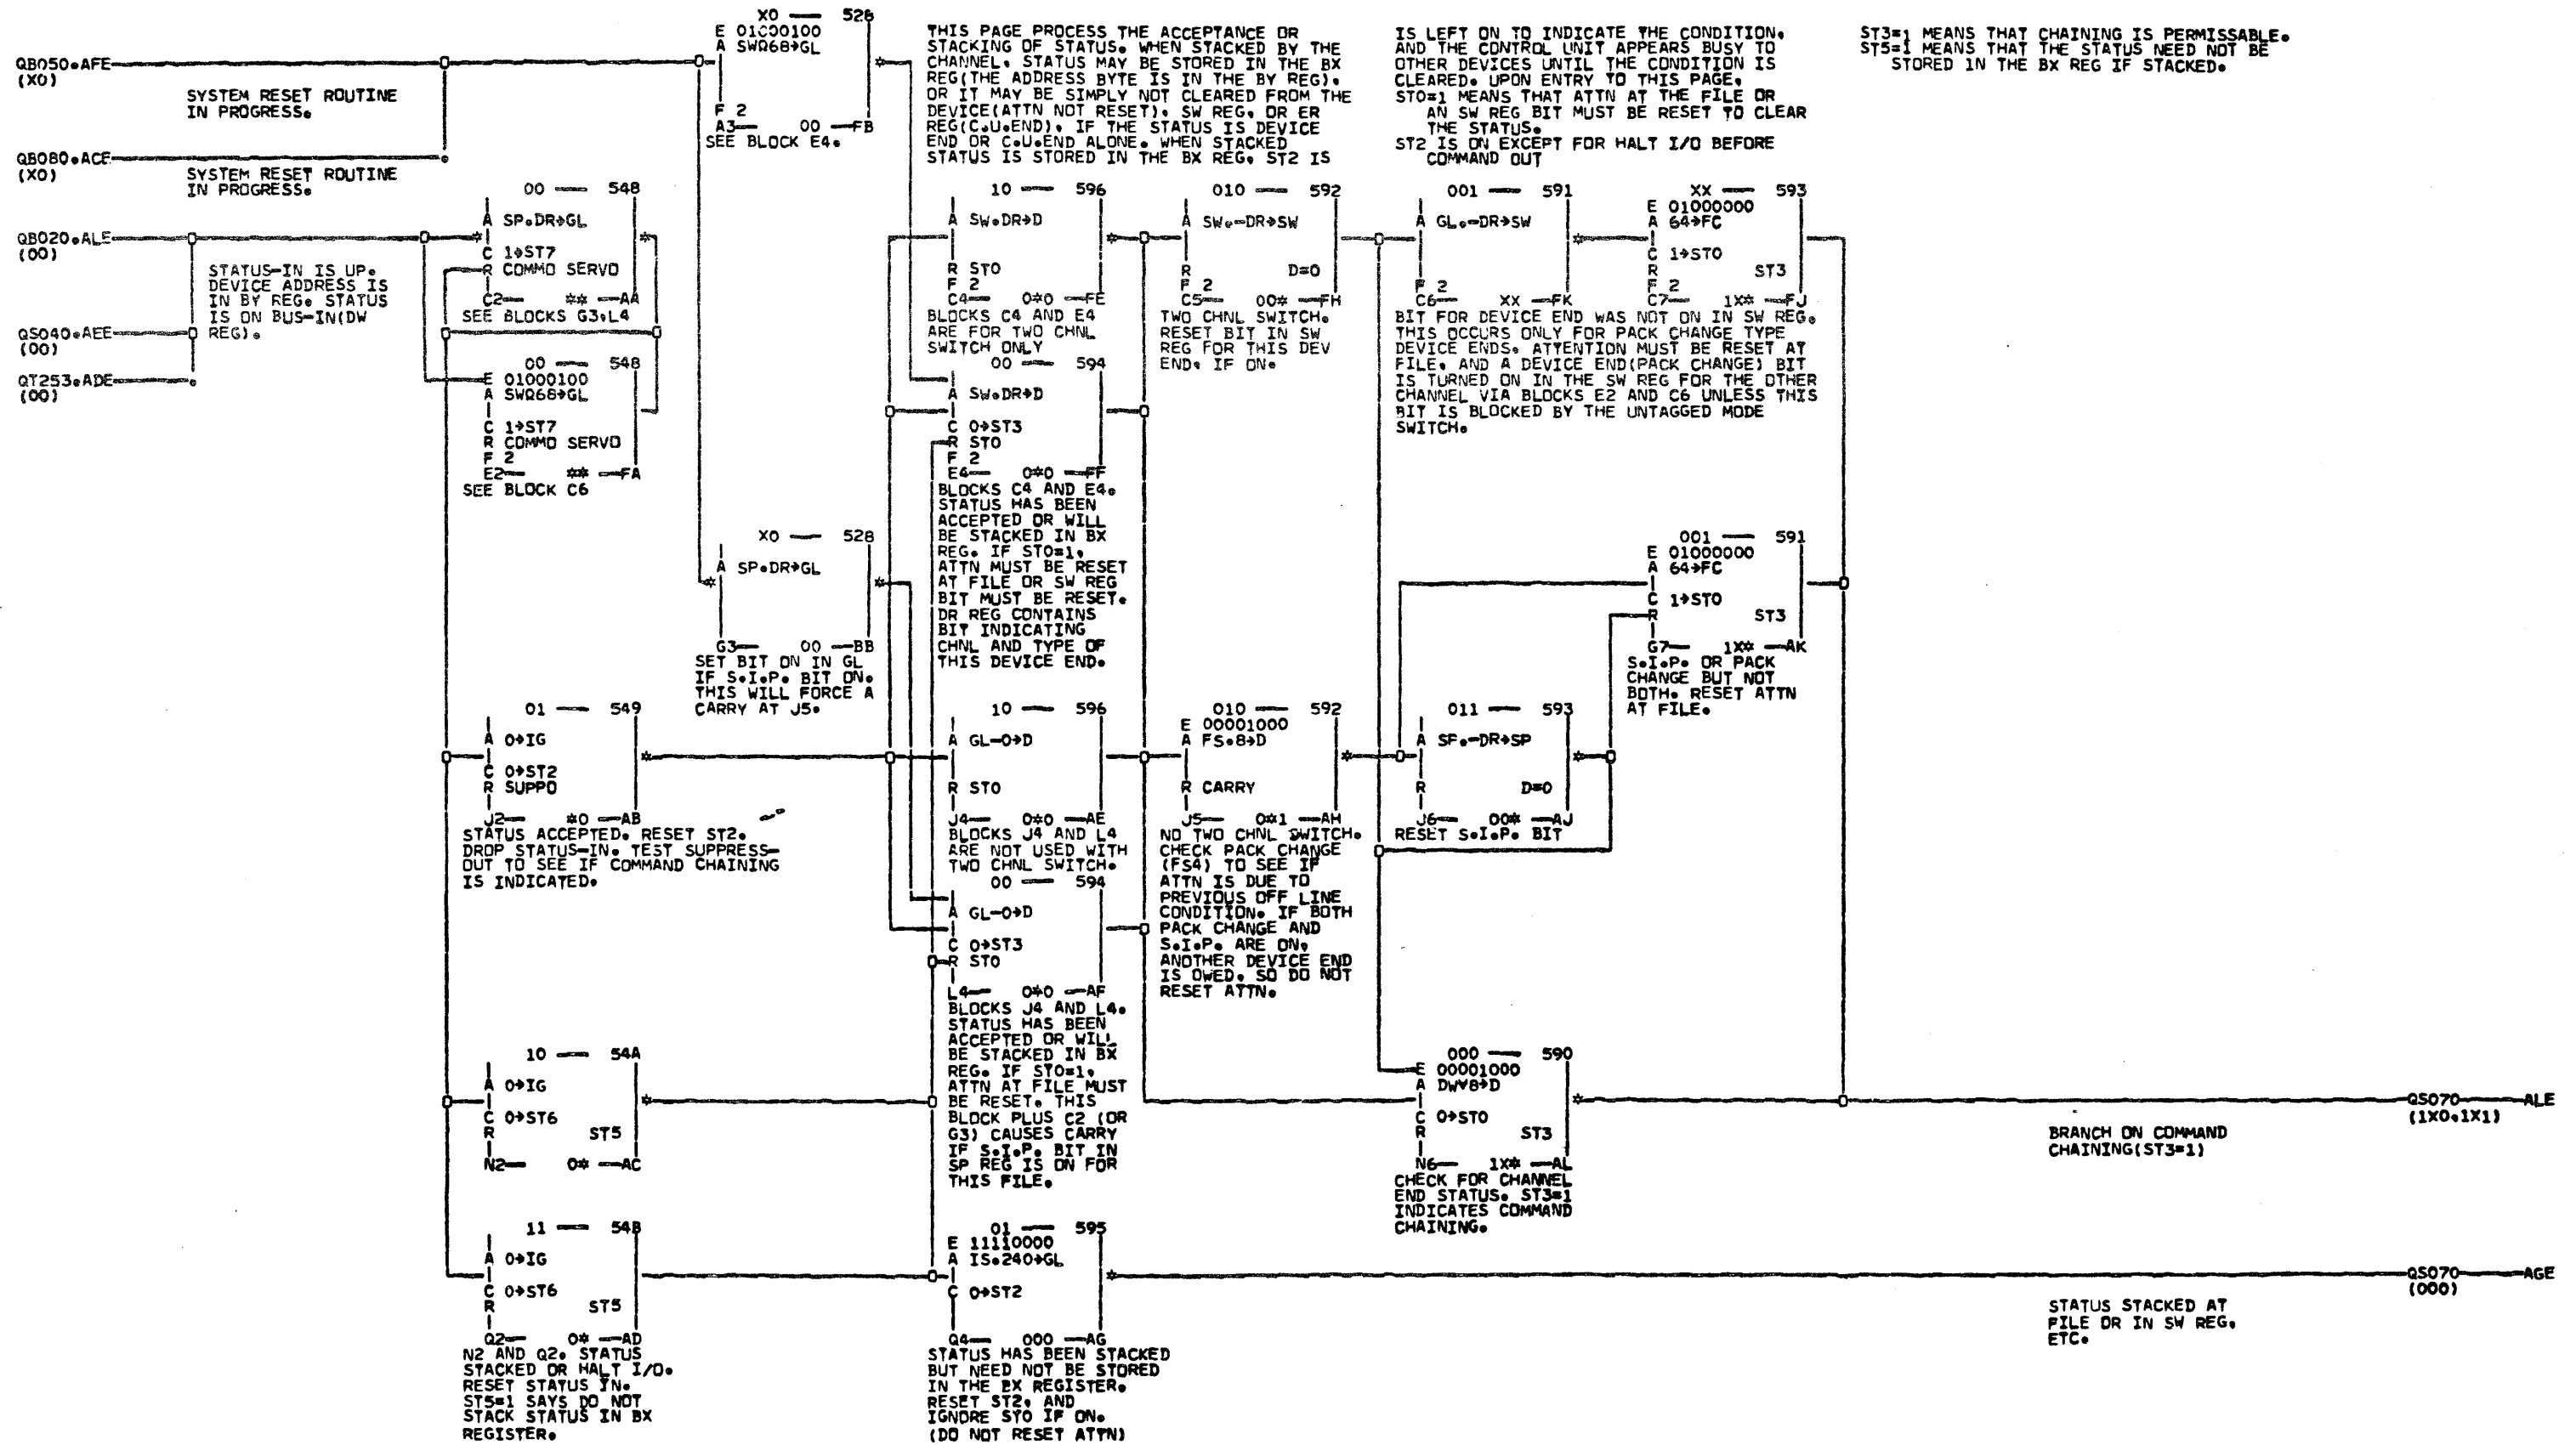 THIS PAGE PROCESS THE ACCEPTANCE OR
STACKING OF STATUS. WHEN STACKED BY THE
CHANNEL, STATUS MAY BE STORED IN THE BX
REG(THE ADDRESS BYTE IS IN THE BY REG).
OR IT MAY BE SIMPLY NOT CLEARED FROM THE
DEVICE(ATTN NOT RESET), SW REG, OR ER
REG(C.U.END), IF THE STATUS IS DEVICE
END OR C.U.END ALONE. WHEN STACKED
STATUS IS STORED IN THE BX REG, ST2 IS
IS LEFT ON TO INDICATE THE CONDITION,
AND THE CONTROL UNIT APPEARS BUSY TO
OTHER DEVICES UNTIL THE CONDITION IS
CLEARED. UPON ENTRY TO THIS PAGE,
ST0=1 MEANS THAT ATTN AT THE FILE OR
AN SW REG BIT MUST BE RESET TO CLEAR
THE STATUS.
ST2 IS ON EXCEPT FOR HALT I/O BEFORE
COMMAND OUT
ST3=1 MEANS THAT CHAINING IS PERMISSABLE.
ST5=1 MEANS THAT THE STATUS NEED NOT BE
STORED IN THE BX REG IF STACKED.
QB050.AFE
(X0)
SYSTEM RESET ROUTINE
IN PROGRESS.
QB080.ACE
(X0)
SYSTEM RESET ROUTINE
IN PROGRESS.
QB020.ALE
(00)
STATUS-IN IS UP.
DEVICE ADDRESS IS
IN BY REG. STATUS
IS ON BUS-IN(DW
REG).
QS040.AEE
(00)
QT253.ADE
(00)
X0 — 528
E 01000100
A SWΩ68→GL
F 2
A3— 00 —FB
SEE BLOCK E4.
00 — 548
A SP.DR→GL
C 1→ST7
R COMMO SERVO
C2— ** —AA
SEE BLOCKS G3,L4
00 — 548
E 01000100
A SWΩ68→GL
C 1→ST7
R COMMO SERVO
F 2
E2— ** —FA
SEE BLOCK C6
X0 — 528
A SP.DR→GL
G3— 00 —BB
SET BIT ON IN GL
IF S.I.P. BIT ON.
THIS WILL FORCE A
CARRY AT J5.
01 — 549
A 0→IG
C 0→ST2
R SUPPO
J2— *0 —AB
STATUS ACCEPTED. RESET ST2.
DROP STATUS-IN. TEST SUPPRESS-
OUT TO SEE IF COMMAND CHAINING
IS INDICATED.
10 — 54A
A 0→IG
C 0→ST6
R ST5
N2— 0* —AC
11 — 54B
A 0→IG
C 0→ST6
R ST5
Q2— 0* —AD
N2 AND Q2. STATUS
STACKED OR HALT I/O.
RESET STATUS IN.
ST5=1 SAYS DO NOT
STACK STATUS IN BX
REGISTER.
10 — 596
A SW.DR→D
R ST0
F 2
C4— 0*0 —FE
BLOCKS C4 AND E4
ARE FOR TWO CHNL
SWITCH ONLY
00 — 594
A SW.DR→D
C 0→ST3
R ST0
F 2
E4— 0*0 —FF
BLOCKS C4 AND E4.
STATUS HAS BEEN
ACCEPTED OR WILL
BE STACKED IN BX
REG. IF ST0=1,
ATTN MUST BE RESET
AT FILE OR SW REG
BIT MUST BE RESET.
DR REG CONTAINS
BIT INDICATING
CHNL AND TYPE OF
THIS DEVICE END.
10 — 596
A GL-0→D
R ST0
J4— 0*0 —AE
BLOCKS J4 AND L4
ARE NOT USED WITH
TWO CHNL SWITCH.
00 — 594
A GL-0→D
C 0→ST3
R ST0
L4— 0*0 —AF
BLOCKS J4 AND L4.
STATUS HAS BEEN
ACCEPTED OR WILL
BE STACKED IN BX
REG. IF ST0=1,
ATTN AT FILE MUST
BE RESET. THIS
BLOCK PLUS C2 (OR
G3) CAUSES CARRY
IF S.I.P. BIT IN
SP REG IS ON FOR
THIS FILE.
01 — 595
E 11110000
A IS.240→GL
C 0→ST2
Q4— 000 —AG
STATUS HAS BEEN STACKED
BUT NEED NOT BE STORED
IN THE BX REGISTER.
RESET ST2, AND
IGNORE ST0 IF ON.
(DO NOT RESET ATTN)
010 — 592
A SW.-DR→SW
R D=0
F 2
C5— 00* —FH
TWO CHNL SWITCH.
RESET BIT IN SW
REG FOR THIS DEV
END, IF ON.
010 — 592
E 00001000
A FS.8→D
R CARRY
J5— 0*1 —AH
NO TWO CHNL SWITCH.
CHECK PACK CHANGE
(FS4) TO SEE IF
ATTN IS DUE TO
PREVIOUS OFF LINE
CONDITION. IF BOTH
PACK CHANGE AND
S.I.P. ARE ON,
ANOTHER DEVICE END
IS OWED, SO DO NOT
RESET ATTN.
001 — 591
A GL.-DR→SW
F 2
C6— XX —FK
BIT FOR DEVICE END WAS NOT ON IN SW REG.
THIS OCCURS ONLY FOR PACK CHANGE TYPE
DEVICE ENDS. ATTENTION MUST BE RESET AT
FILE, AND A DEVICE END(PACK CHANGE) BIT
IS TURNED ON IN THE SW REG FOR THE OTHER
CHANNEL VIA BLOCKS E2 AND C6 UNLESS THIS
BIT IS BLOCKED BY THE UNTAGGED MODE
SWITCH.
XX — 593
E 01000000
A 64→FC
C 1→ST0
R ST3
F 2
C7— 1X* —FJ
001 — 591
E 01000000
A 64→FC
C 1→ST0
R ST3
G7— 1X* —AK
S.I.P. OR PACK
CHANGE BUT NOT
BOTH. RESET ATTN
AT FILE.
011 — 593
A SP.-DR→SP
R D=0
J6— 00* —AJ
RESET S.I.P. BIT
000 — 590
E 00001000
A DW∀8→D
C 0→ST0
R ST3
N6— 1X* —AL
CHECK FOR CHANNEL
END STATUS. ST3=1
INDICATES COMMAND
CHAINING.
QS070—ALE
(1X0,1X1)
BRANCH ON COMMAND
CHAINING(ST3=1)
QS070—AGE
(000)
STATUS STACKED AT
FILE OR IN SW REG,
ETC.